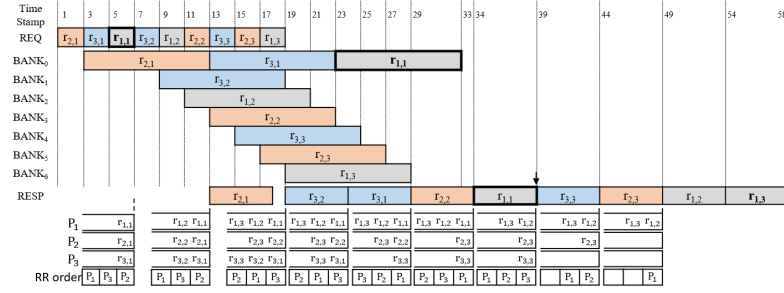 Time Stamp 1 3 5 7 9 11 13 15 17 19 21 23 29 33 34 39 44 49 54
REQ r2,1 r3,1 r1,1 r3,2 r1,2 r2,2 r3,3 r2,3 r1,3
BANK0 r2,1 r3,1 r1,1
BANK1 r3,2
BANK2 r1,2
BANK3 r2,2
BANK4 r3,3
BANK5 r2,3
BANK6 r1,3
RESP r2,1 r3,2 r3,1 r2,2 r1,1 r3,3 r2,3 r1,2 r1,3
P1 r1,1 r1,2 r1,1 r1,3 r1,2 r1,1 r1,3 r1,2 r1,1 r1,3 r1,2 r1,1 r1,3 r1,2 r1,1 r1,3 r1,2 r1,3 r1,2
P2 r2,1 r2,2 r2,1 r2,3 r2,2 r2,3 r2,2 r2,3 r2,2 r2,3 r2,3 r2,3
P3 r3,1 r3,2 r3,1 r3,3 r3,2 r3,1 r3,3 r3,1 r3,3 r3,3 r3,3
RR order P1 P3 P2 P1 P3 P2 P1 P3 P2 P2 P1 P3 P2 P1 P3 P2 P3 P1 P3 P2 P1 P1 P2 P1